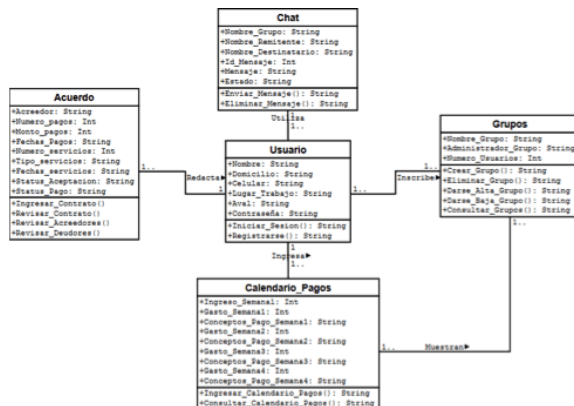 Chat
+Nombre_Grupo: String
+Nombre_Remitente: String
+Nombre_Destinatario: String
+Id_Mensaje: Int
+Mensaje: String
+Estado: String
+Enviar_Mensaje(): String
+Eliminar_Mensaje(): String
Utiliza
1
1..
Acuerdo
+Acreedor: String
+Numero_pagos: Int
+Monto_pago: Int
+Fechas_Pagos: String
+Numero_servicios: Int
+Tipo_servicios: String
+Fechas_servicios: String
+Status_Aceptacion: String
+Status_Pago: String
+Ingresar_Contrato()
+Revisar_Contrato()
+Revisar_Acreedores()
+Revisar_Deudores()
1..
Redacta
1
Usuario
+Nombre: String
+Domicilio: String
+Celular: String
+Lugar_Trabajo: String
+Aval: String
+Contraseña: String
+Iniciar_Sesion(): String
+Registrarse(): String
1..
Inscribe
1..
Grupos
+Nombre_Grupo: String
+Administrador_Grupo: String
+Numero_Usuarios: Int
+Crear_Grupo(): String
+Eliminar_Grupo(): String
+Darse_Alta_Grupo(): String
+Darse_Baja_Grupo(): String
+Consultar_Grupos(): String
1
Ingresa
1..
1..
Calendario_Pagos
+Ingreso_Semana1: Int
+Gasto_Semana1: Int
+Conceptos_Pago_Semana1: String
+Gasto_Semana2: Int
+Conceptos_Pago_Semana2: String
+Gasto_Semana3: Int
+Conceptos_Pago_Semana3: String
+Gasto_Semana4: Int
+Conceptos_Pago_Semana4: String
+Ingresar_Calendario_Pagos(): String
+Consultar_Calendario_Pagos(): String
1..
Muestran